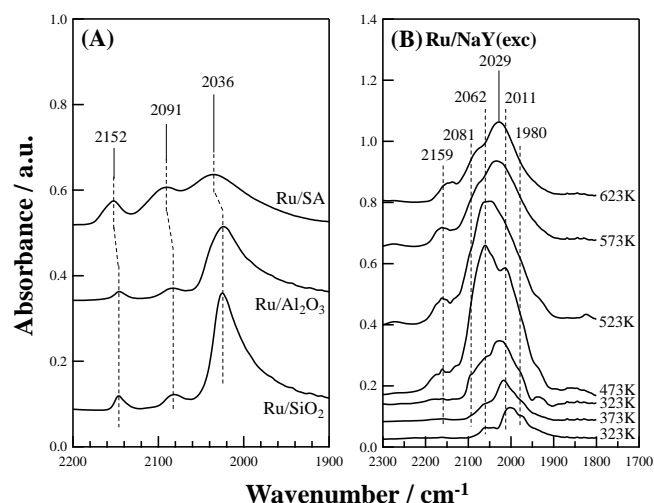 (A)
2152
2091
2036
Ru/SA
Ru/Al2O3
Ru/SiO2
1.0
0.8
0.6
0.4
0.2
0.0
2200
2100
2000
1900
Absorbance / a.u.
(B) Ru/NaY(exc)
2029
2062
2011
2081
1980
2159
623K
573K
523K
473K
323K
373K
323K
1.4
1.2
1.0
0.8
0.6
0.4
0.2
0.0
2300
2200
2100
2000
1900
1800
1700
Wavenumber / cm-1